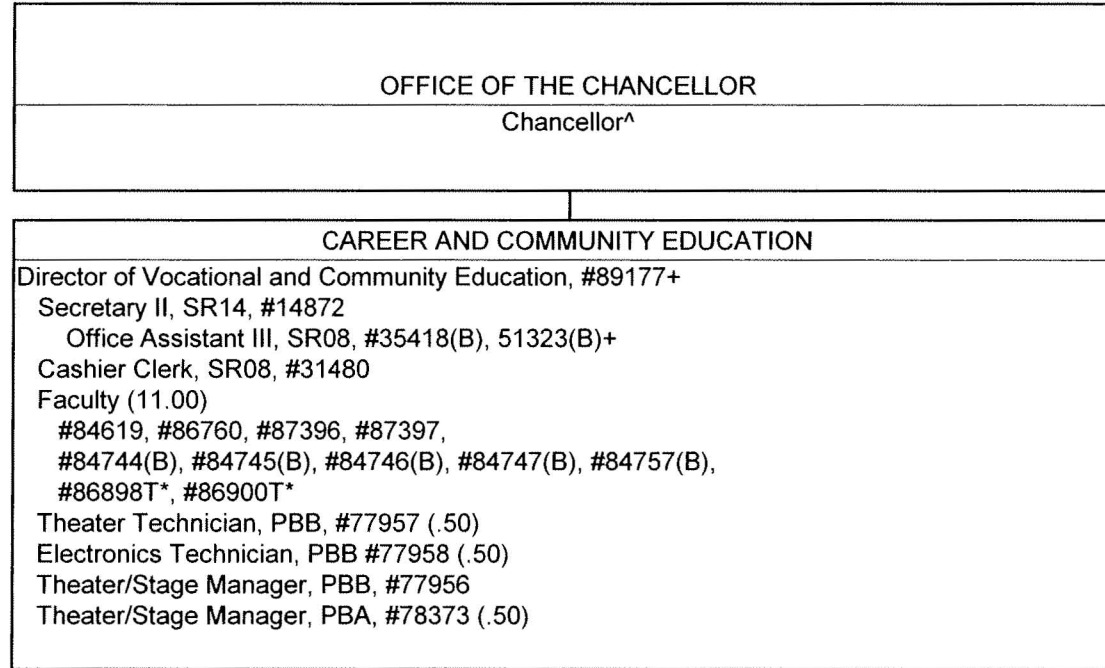 OFFICE OF THE CHANCELLOR
Chancellor^
CAREER AND COMMUNITY EDUCATION
Director of Vocational and Community Education, #89177+
Secretary II, SR14, #14872
Office Assistant III, SR08, #35418(B), 51323(B)+
Cashier Clerk, SR08, #31480
Faculty (11.00)
#84619, #86760, #87396, #87397,
#84744(B), #84745(B), #84746(B), #84747(B), #84757(B),
#86898T*, #86900T*
Theater Technician, PBB, #77957 (.50)
Electronics Technician, PBB #77958 (.50)
Theater/Stage Manager, PBB, #77956
Theater/Stage Manager, PBA, #78373 (.50)